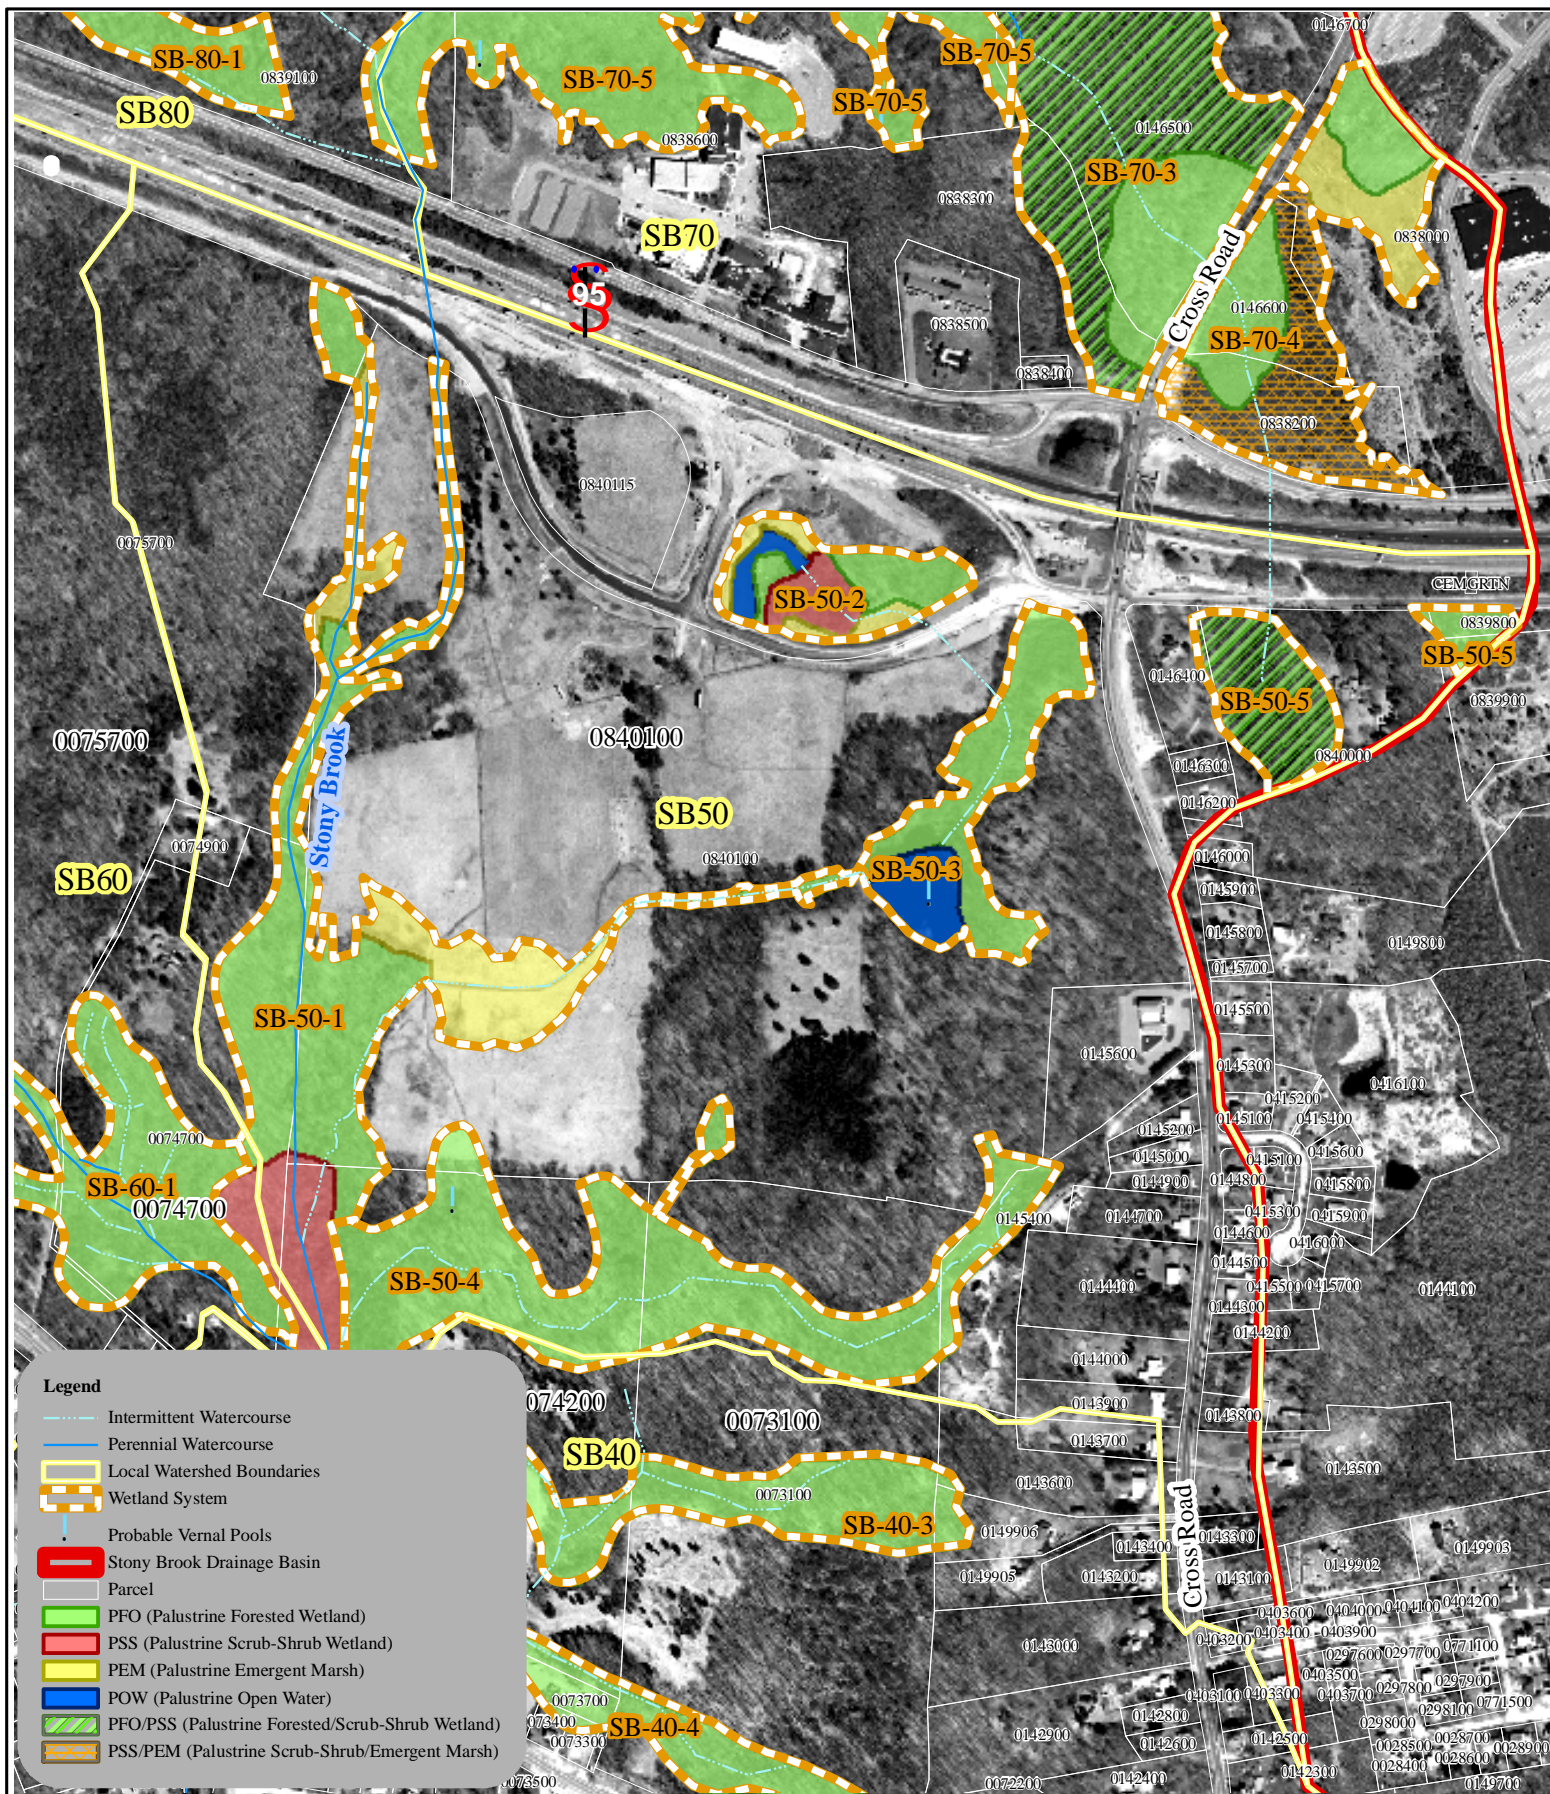 0146700
SB-80-1
0839100
SB-70-5
SB-70-5
SB-70-5
SB80
0838600
0146500
SB-70-3
0838300
SB70
0838000
Cross Road
95
0146600
0838500
SB-70-4
0838400
0838200
0840115
0075700
CEMGRTN
SB-50-2
0839800
SB-50-5
0146400
SB-50-5
0839900
0075700
0840100
0840000
0146300
Stony Brook
0146200
SB50
0074900
0840100
0146000
SB60
SB-50-3
0145900
0145800
0149800
0145700
SB-50-1
0145500
0145600
0145300
0416100
0415200
0145100
0415400
0145200
0074700
0415600
0145000
0415100
0144900
0144800
0415800
SB-60-1
0074700
0145400
0144700
0415300
0415900
0144600
0416000
0144500
SB-50-4
0144400
0415500
0415700
0144100
0144300
0144200
0144000
074200
0143900
0073100
0143800
0143700
SB40
0143600
0143500
0073100
SB-40-3
Cross Road
0149906
0143300
0143400
0149902
0149903
0149905
0143200
0143100
0403600
0404000
0404100
0404200
0403200
0403400
0403900
0143000
0297600
0297700
0771100
0403500
0297900
0403100
0403300
0403700
0297800
0771500
0073700
0142800
0298100
073400
SB-40-4
0298000
0142900
0142500
0028700
0073300
0142600
0028500
0028900
0028600
0028400
0142300
073500
0072200
0142400
0149700
Legend
Intermittent Watercourse
Perennial Watercourse
Local Watershed Boundaries
Wetland System
Probable Vernal Pools
Stony Brook Drainage Basin
Parcel
PFO (Palustrine Forested Wetland)
PSS (Palustrine Scrub-Shrub Wetland)
PEM (Palustrine Emergent Marsh)
POW (Palustrine Open Water)
PFO/PSS (Palustrine Forested/Scrub-Shrub Wetland)
PSS/PEM (Palustrine Scrub-Shrub/Emergent Marsh)